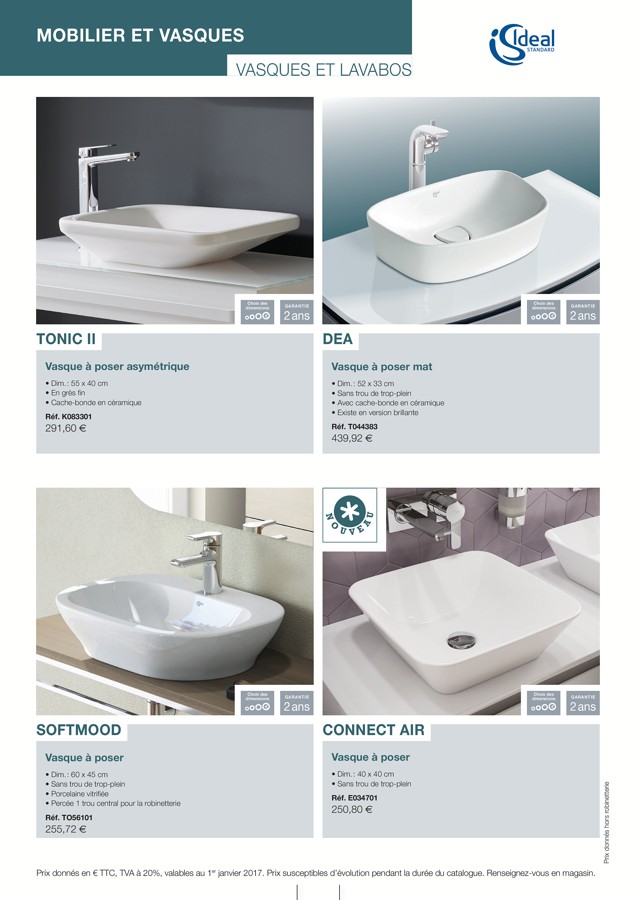 MOBILIER ET VASQUES
Ideal
STANDARD
VASQUES ET LAVABOS
Choix des
dimensions
GARANTIE
2 ans
Choix des
dimensions
GARANTIE
2 ans
TONIC II
Vasque à poser asymétrique
• Dim. : 55 x 40 cm
• En grés fin
• Cache-bonde en céramique
Réf. K083301
291,60 €
DEA
Vasque à poser mat
• Dim. : 52 x 33 cm
• Sans trou de trop-plein
• Avec cache-bonde en céramique
• Existe en version brillante
Réf. T044383
439,92 €
NOUVEAU
Choix des
dimensions
GARANTIE
2 ans
Choix des
dimensions
GARANTIE
2 ans
SOFTMOOD
Vasque à poser
• Dim. : 60 x 45 cm
• Sans trou de trop-plein
• Porcelaine vitrifiée
• Percée 1 trou central pour la robinetterie
Réf. TO56101
255,72 €
CONNECT AIR
Vasque à poser
• Dim. : 40 x 40 cm
• Sans trou de trop-plein
Réf. E034701
250,80 €
Prix donnés hors robinetterie
Prix donnés en € TTC, TVA à 20%, valables au 1er janvier 2017. Prix susceptibles d'évolution pendant la durée du catalogue. Renseignez-vous en magasin.